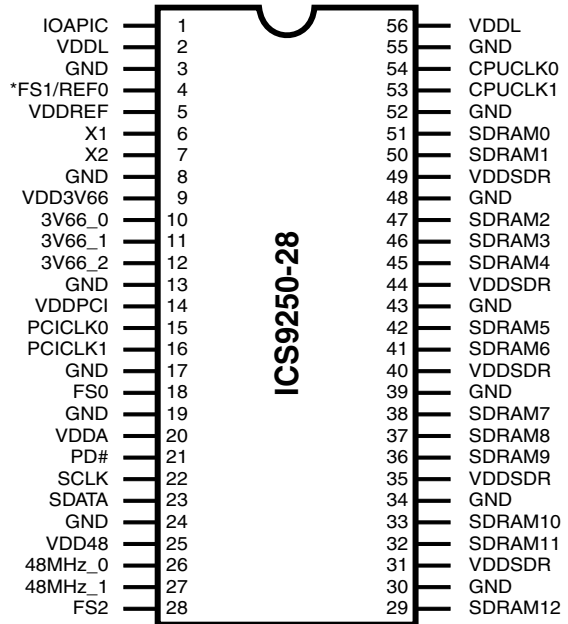 IOAPIC 1 56 VDDL
VDDL 2 55 GND
GND 3 54 CPUCLK0
*FS1/REF0 4 53 CPUCLK1
VDDREF 5 52 GND
X1 6 51 SDRAM0
X2 7 50 SDRAM1
GND 8 49 VDDSDR
VDD3V66 9 48 GND
3V66_0 10 47 SDRAM2
3V66_1 11 46 SDRAM3
3V66_2 12 45 SDRAM4
GND 13 44 VDDSDR
VDDPCI 14 43 GND
PCICLK0 15 42 SDRAM5
PCICLK1 16 41 SDRAM6
GND 17 40 VDDSDR
FS0 18 39 GND
GND 19 38 SDRAM7
VDDA 20 37 SDRAM8
PD# 21 36 SDRAM9
SCLK 22 35 VDDSDR
SDATA 23 34 GND
GND 24 33 SDRAM10
VDD48 25 32 SDRAM11
48MHz_0 26 31 VDDSDR
48MHz_1 27 30 GND
FS2 28 29 SDRAM12
ICS9250-28